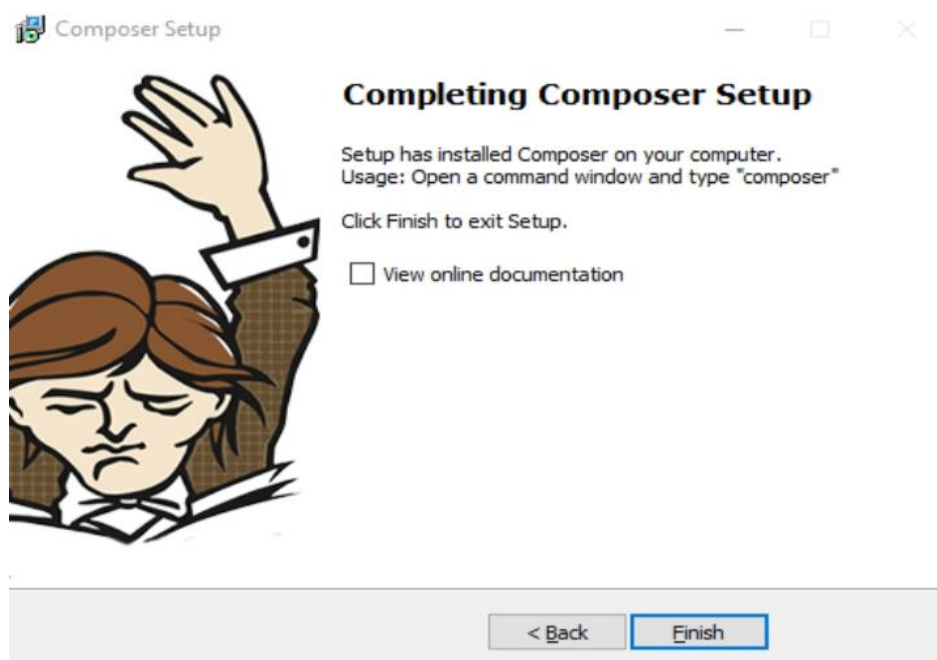 Composer Setup
Completing Composer Setup
Setup has installed Composer on your computer.
Usage: Open a command window and type "composer"
Click Finish to exit Setup.
View online documentation
< Back
Finish